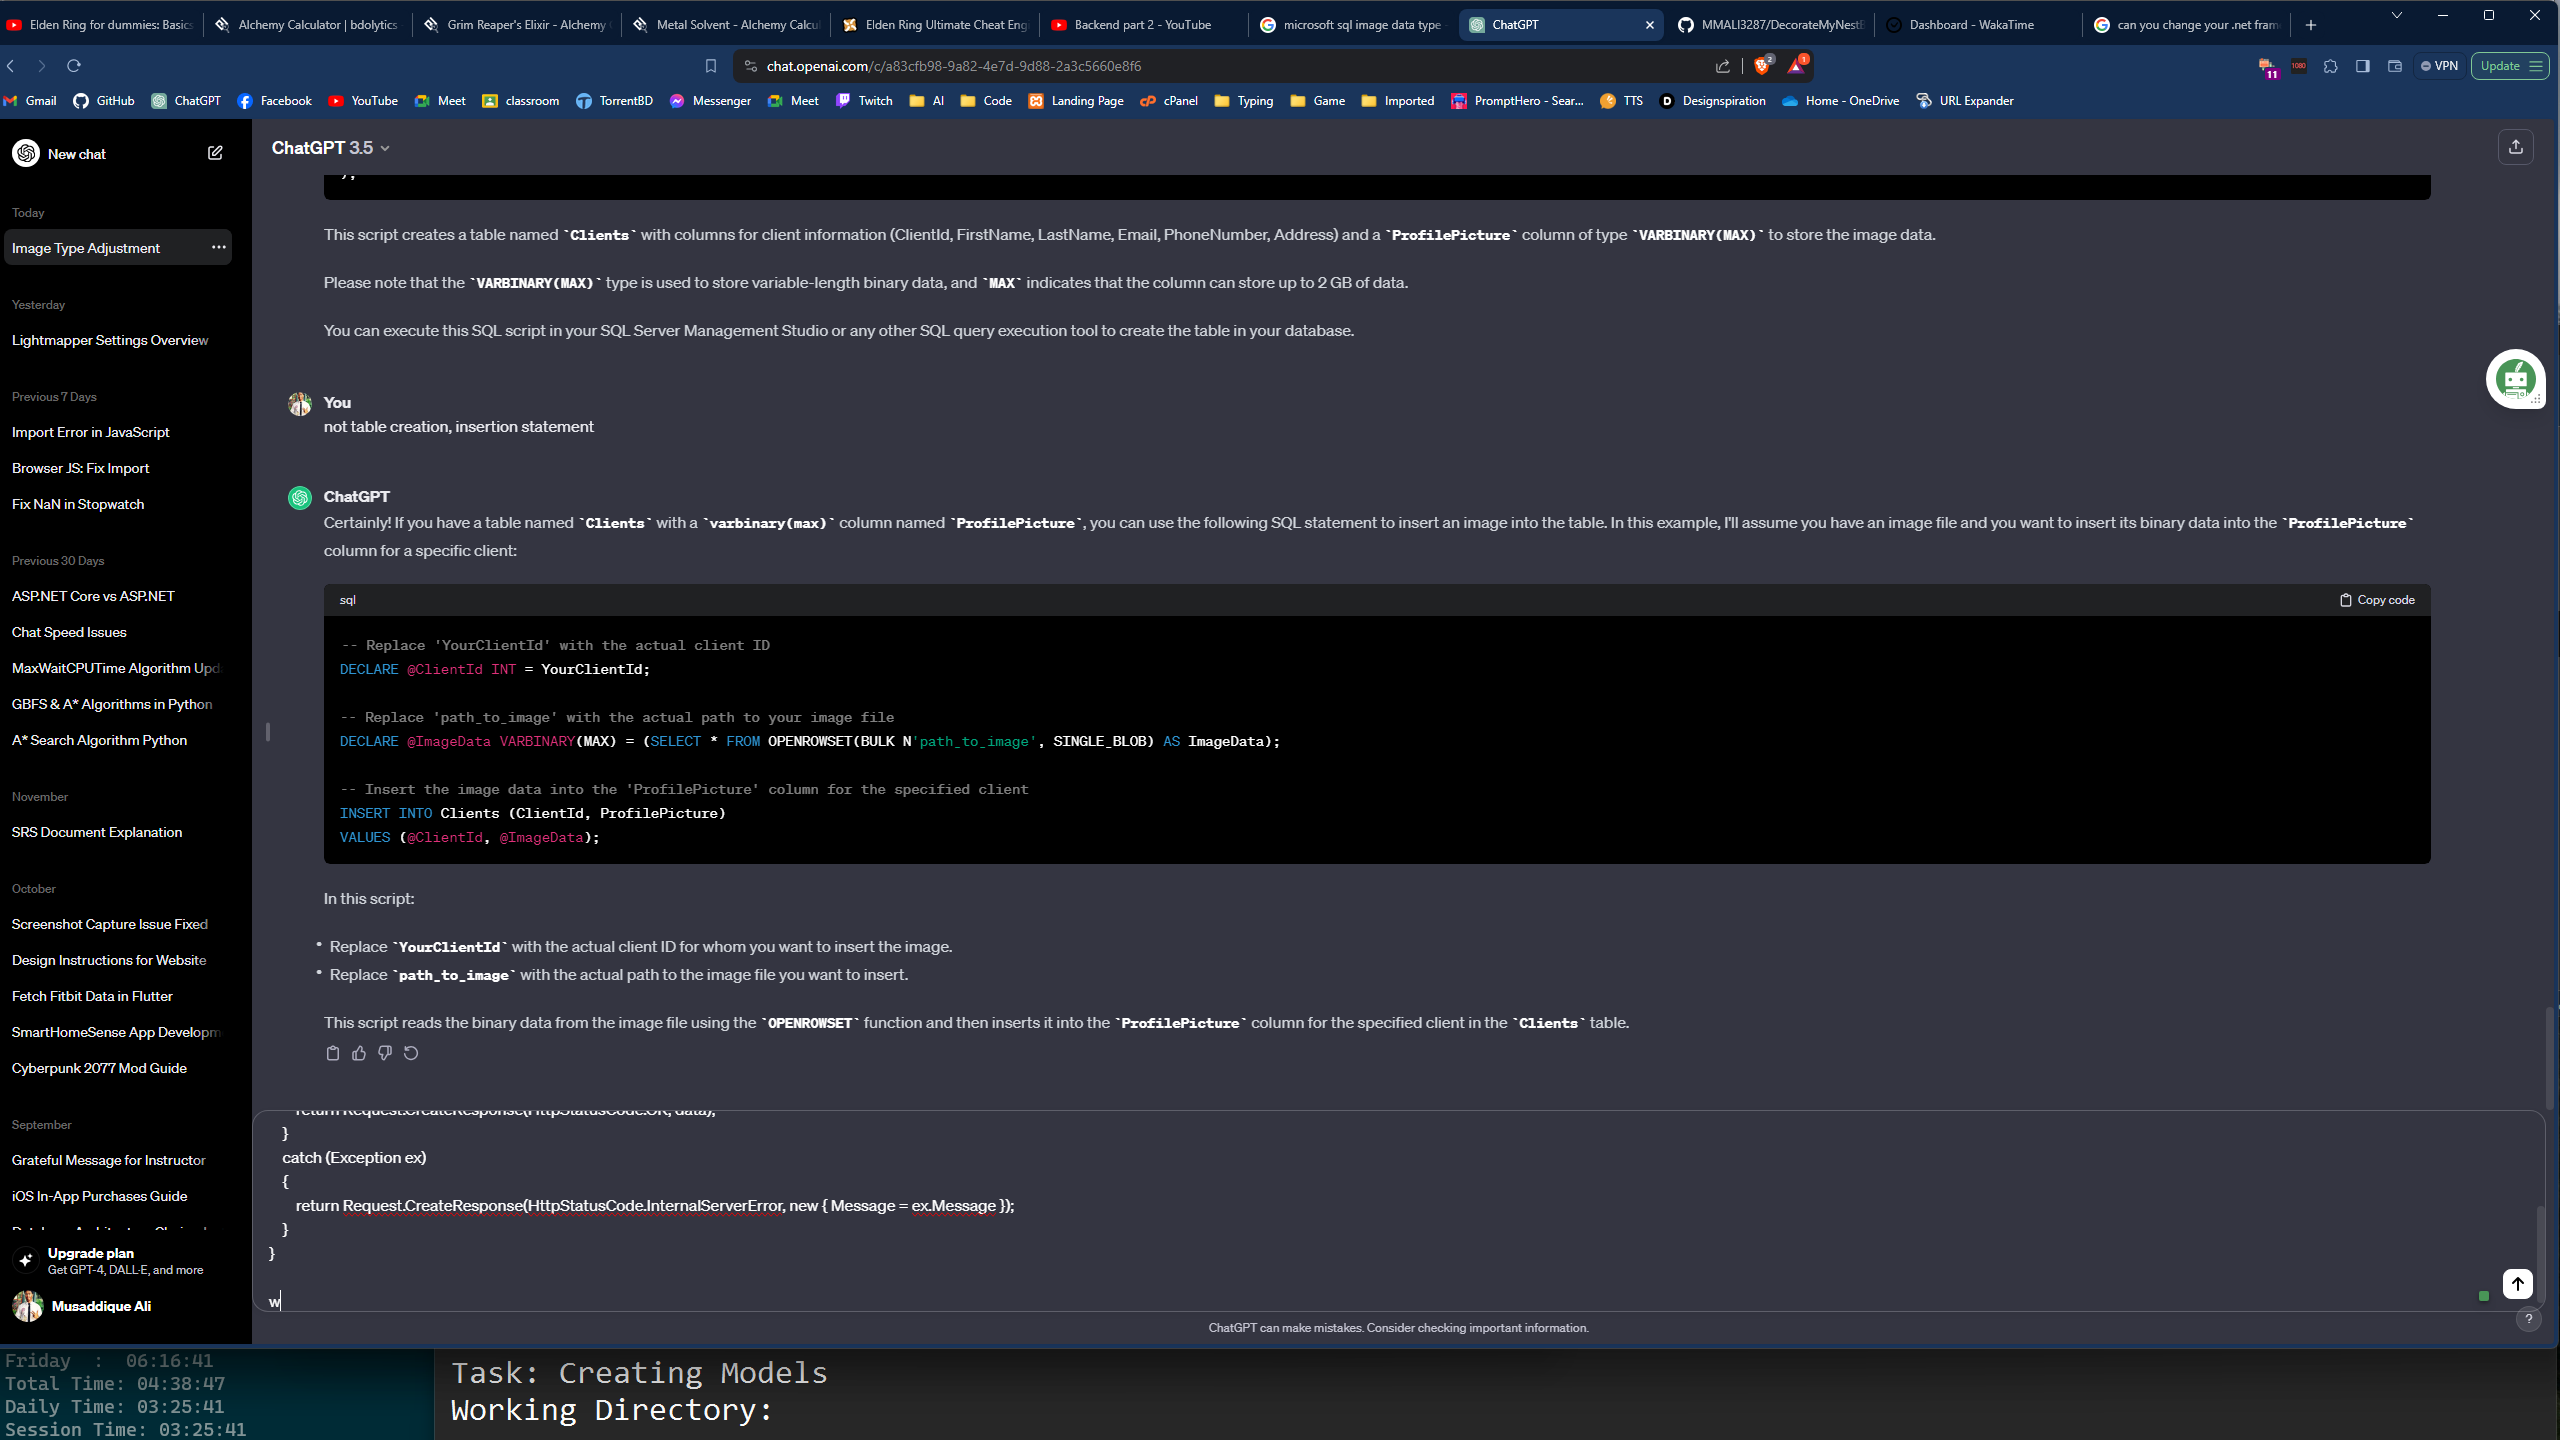 Elden Ring for dummies: Basics
Alchemy Calculator | bdolytics
Grim Reaper's Elixir - Alchemy
Metal Solvent - Alchemy Calcu
Elden Ring Ultimate Cheat Eng
Backend part 2 - YouTube
microsoft sql image data type
ChatGPT
MMALI3287/DecorateMyNestB
Dashboard - WakaTime
can you change your .net fram
chat.openai.com/c/a83cfb98-9a82-4e7d-9d88-2a3c5660e8f6
2
1
11
1080
VPN
Update
Gmail
GitHub
ChatGPT
Facebook
YouTube
Meet
classroom
TorrentBD
Messenger
Meet
Twitch
AI
Code
Landing Page
cPanel
Typing
Game
Imported
PromptHero - Sear...
TTS
Designspiration
Home - OneDrive
URL Expander
New chat
Today
Image Type Adjustment
Yesterday
Lightmapper Settings Overview
Previous 7 Days
Import Error in JavaScript
Browser JS: Fix Import
Fix NaN in Stopwatch
Previous 30 Days
ASP.NET Core vs ASP.NET
Chat Speed Issues
MaxWaitCPUTime Algorithm Upd
GBFS & A* Algorithms in Python
A* Search Algorithm Python
November
SRS Document Explanation
October
Screenshot Capture Issue Fixed
Design Instructions for Website
Fetch Fitbit Data in Flutter
SmartHomeSense App Developm
Cyberpunk 2077 Mod Guide
September
Grateful Message for Instructor
iOS In-App Purchases Guide
Upgrade plan
Get GPT-4, DALL·E, and more
Musaddique Ali
ChatGPT 3.5
);
This script creates a table named `Clients` with columns for client information (ClientId, FirstName, LastName, Email, PhoneNumber, Address) and a `ProfilePicture` column of type `VARBINARY(MAX)` to store the image data.
Please note that the `VARBINARY(MAX)` type is used to store variable-length binary data, and `MAX` indicates that the column can store up to 2 GB of data.
You can execute this SQL script in your SQL Server Management Studio or any other SQL query execution tool to create the table in your database.
You
not table creation, insertion statement
ChatGPT
Certainly! If you have a table named `Clients` with a `varbinary(max)` column named `ProfilePicture`, you can use the following SQL statement to insert an image into the table. In this example, I'll assume you have an image file and you want to insert its binary data into the `ProfilePicture`
column for a specific client:
sql
Copy code
-- Replace 'YourClientId' with the actual client ID
DECLARE @ClientId INT = YourClientId;
-- Replace 'path_to_image' with the actual path to your image file
DECLARE @ImageData VARBINARY(MAX) = (SELECT * FROM OPENROWSET(BULK N'path_to_image', SINGLE_BLOB) AS ImageData);
-- Insert the image data into the 'ProfilePicture' column for the specified client
INSERT INTO Clients (ClientId, ProfilePicture)
VALUES (@ClientId, @ImageData);
In this script:
• Replace `YourClientId` with the actual client ID for whom you want to insert the image.
• Replace `path_to_image` with the actual path to the image file you want to insert.
This script reads the binary data from the image file using the `OPENROWSET` function and then inserts it into the `ProfilePicture` column for the specified client in the `Clients` table.
return Request.CreateResponse(HttpStatusCode.OK, data);
}
catch (Exception ex)
{
return Request.CreateResponse(HttpStatusCode.InternalServerError, new { Message = ex.Message });
}
}
w
ChatGPT can make mistakes. Consider checking important information.
?
Friday : 06:16:41
Total Time: 04:38:47
Daily Time: 03:25:41
Session Time: 03:25:41
Task: Creating Models
Working Directory: